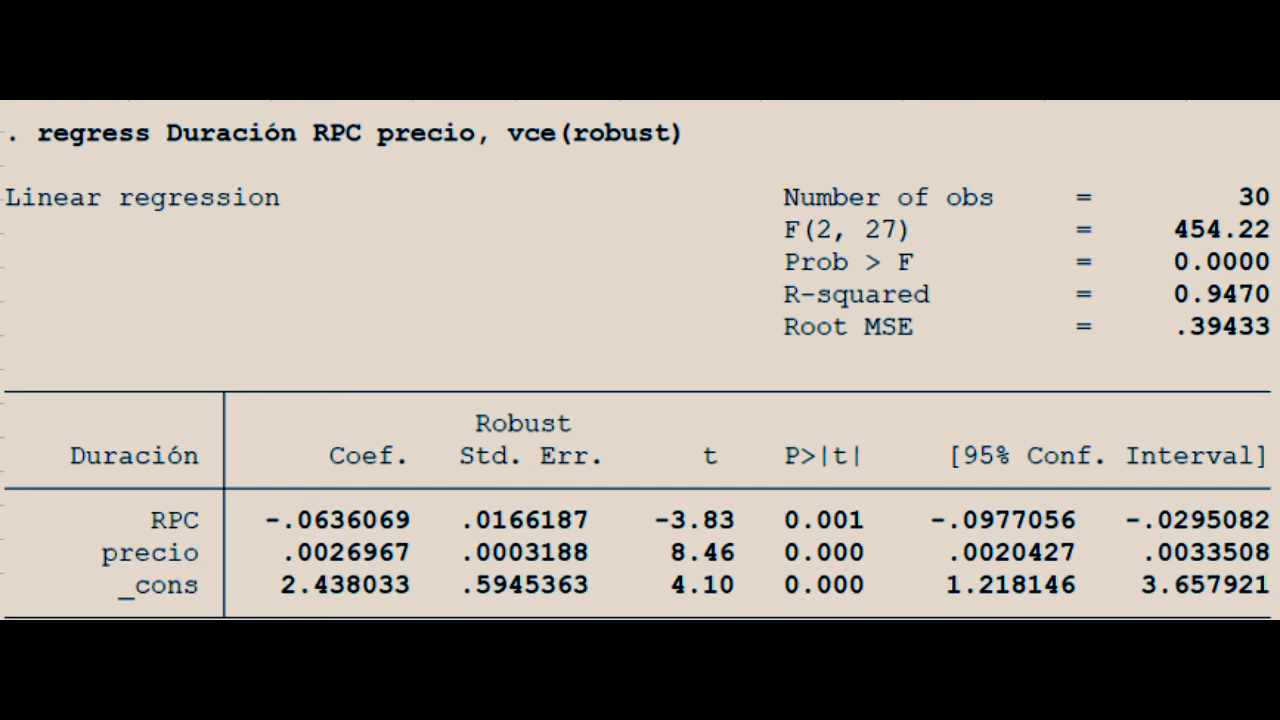 . regress Duración RPC precio, vce(robust)
Linear regression Number of obs = 30
F(2, 27) = 454.22
Prob > F = 0.0000
R-squared = 0.9470
Root MSE = .39433
Robust
Duración Coef. Std. Err. t P>|t| [95% Conf. Interval]
RPC -.0636069 .0166187 -3.83 0.001 -.0977056 -.0295082
precio .0026967 .0003188 8.46 0.000 .0020427 .0033508
_cons 2.438033 .5945363 4.10 0.000 1.218146 3.657921